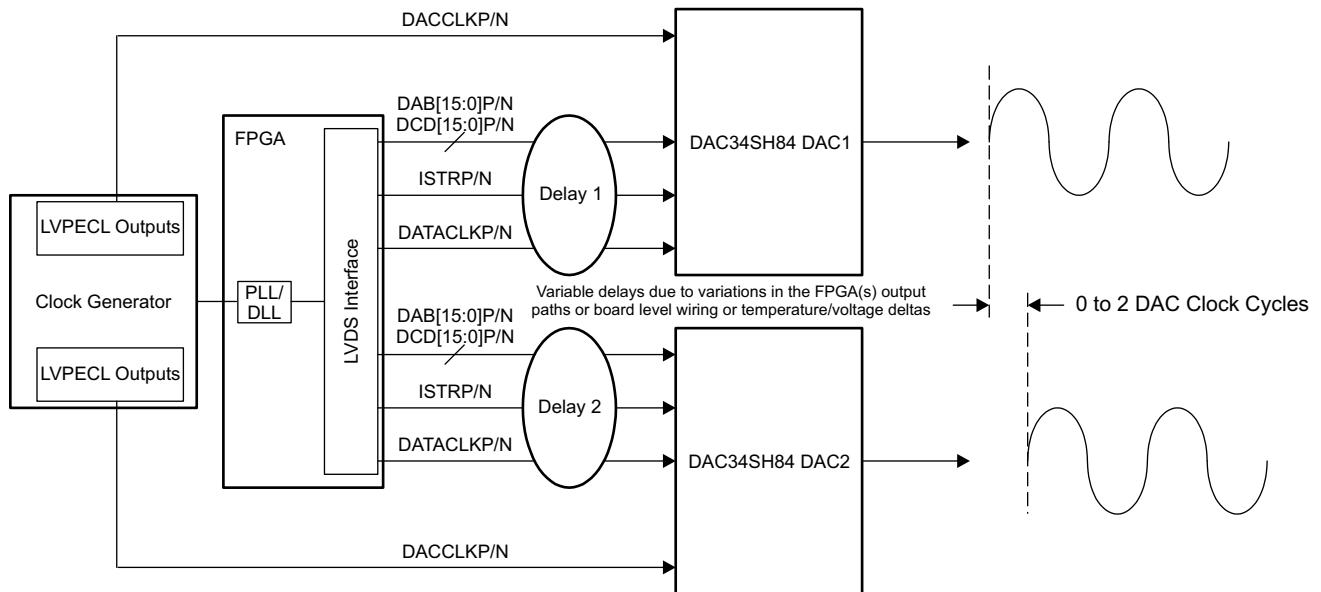 DACCLKP/N
DAB[15:0]P/N
DCD[15:0]P/N
FPGA
DAC34SH84 DAC1
ISTRP/N
Delay 1
LVPECL Outputs
DATACLKP/N
LVDS Interface
Clock Generator
PLL/
DLL
Variable delays due to variations in the FPGA(s) output
paths or board level wiring or temperature/voltage deltas
0 to 2 DAC Clock Cycles
DAB[15:0]P/N
DCD[15:0]P/N
LVPECL Outputs
ISTRP/N
Delay 2
DATACLKP/N
DAC34SH84 DAC2
DACCLKP/N